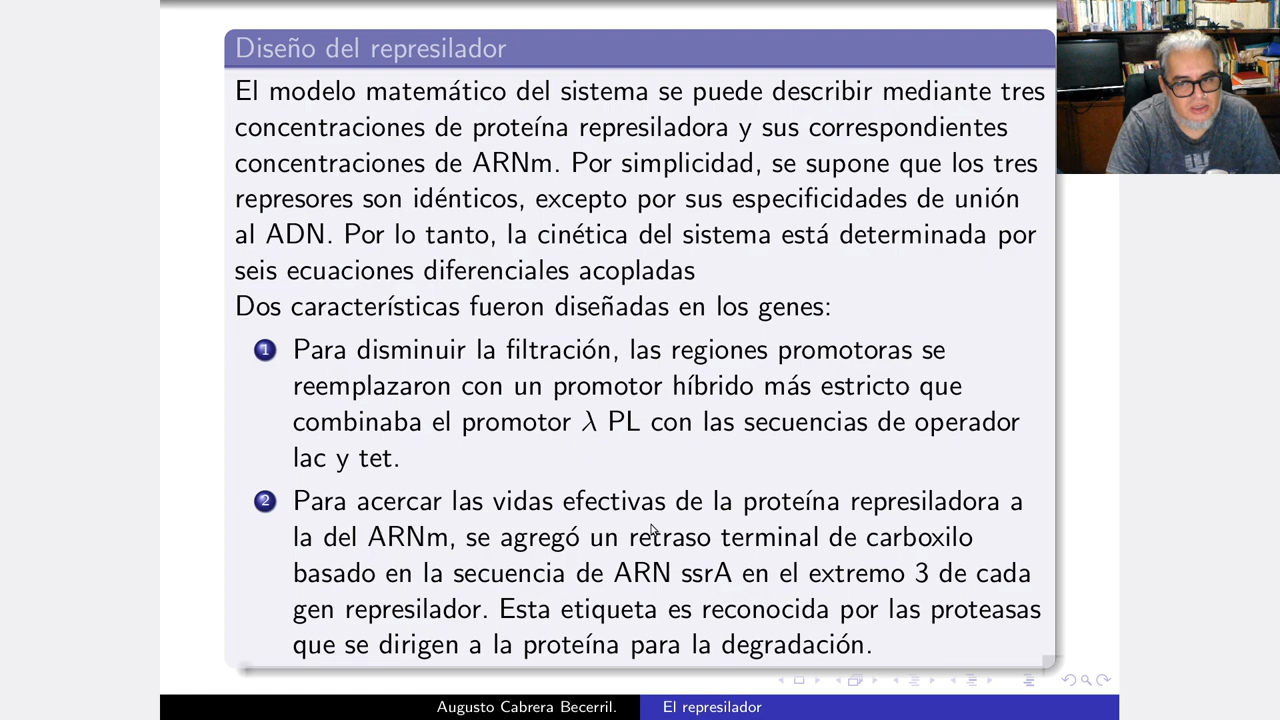 Diseño del represilador
El modelo matemático del sistema se puede describir mediante tres
concentraciones de proteína represiladora y sus correspondientes
concentraciones de ARNm. Por simplicidad, se supone que los tres
represores son idénticos, excepto por sus especificidades de unión
al ADN. Por lo tanto, la cinética del sistema está determinada por
seis ecuaciones diferenciales acopladas
Dos características fueron diseñadas en los genes:
1 Para disminuir la filtración, las regiones promotoras se
reemplazaron con un promotor híbrido más estricto que
combinaba el promotor λ PL con las secuencias de operador
lac y tet.
2 Para acercar las vidas efectivas de la proteína represiladora a
la del ARNm, se agregó un retraso terminal de carboxilo
basado en la secuencia de ARN ssrA en el extremo 3 de cada
gen represilador. Esta etiqueta es reconocida por las proteasas
que se dirigen a la proteína para la degradación.
Augusto Cabrera Becerril.
El represilador